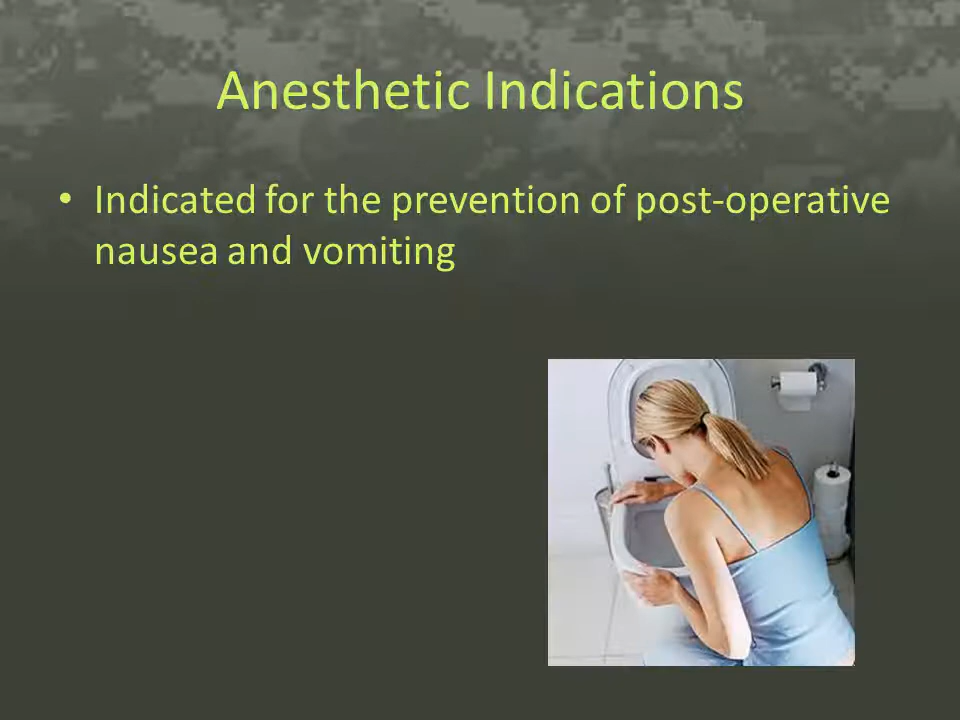 Anesthetic Indications
• Indicated for the prevention of post-operative
nausea and vomiting